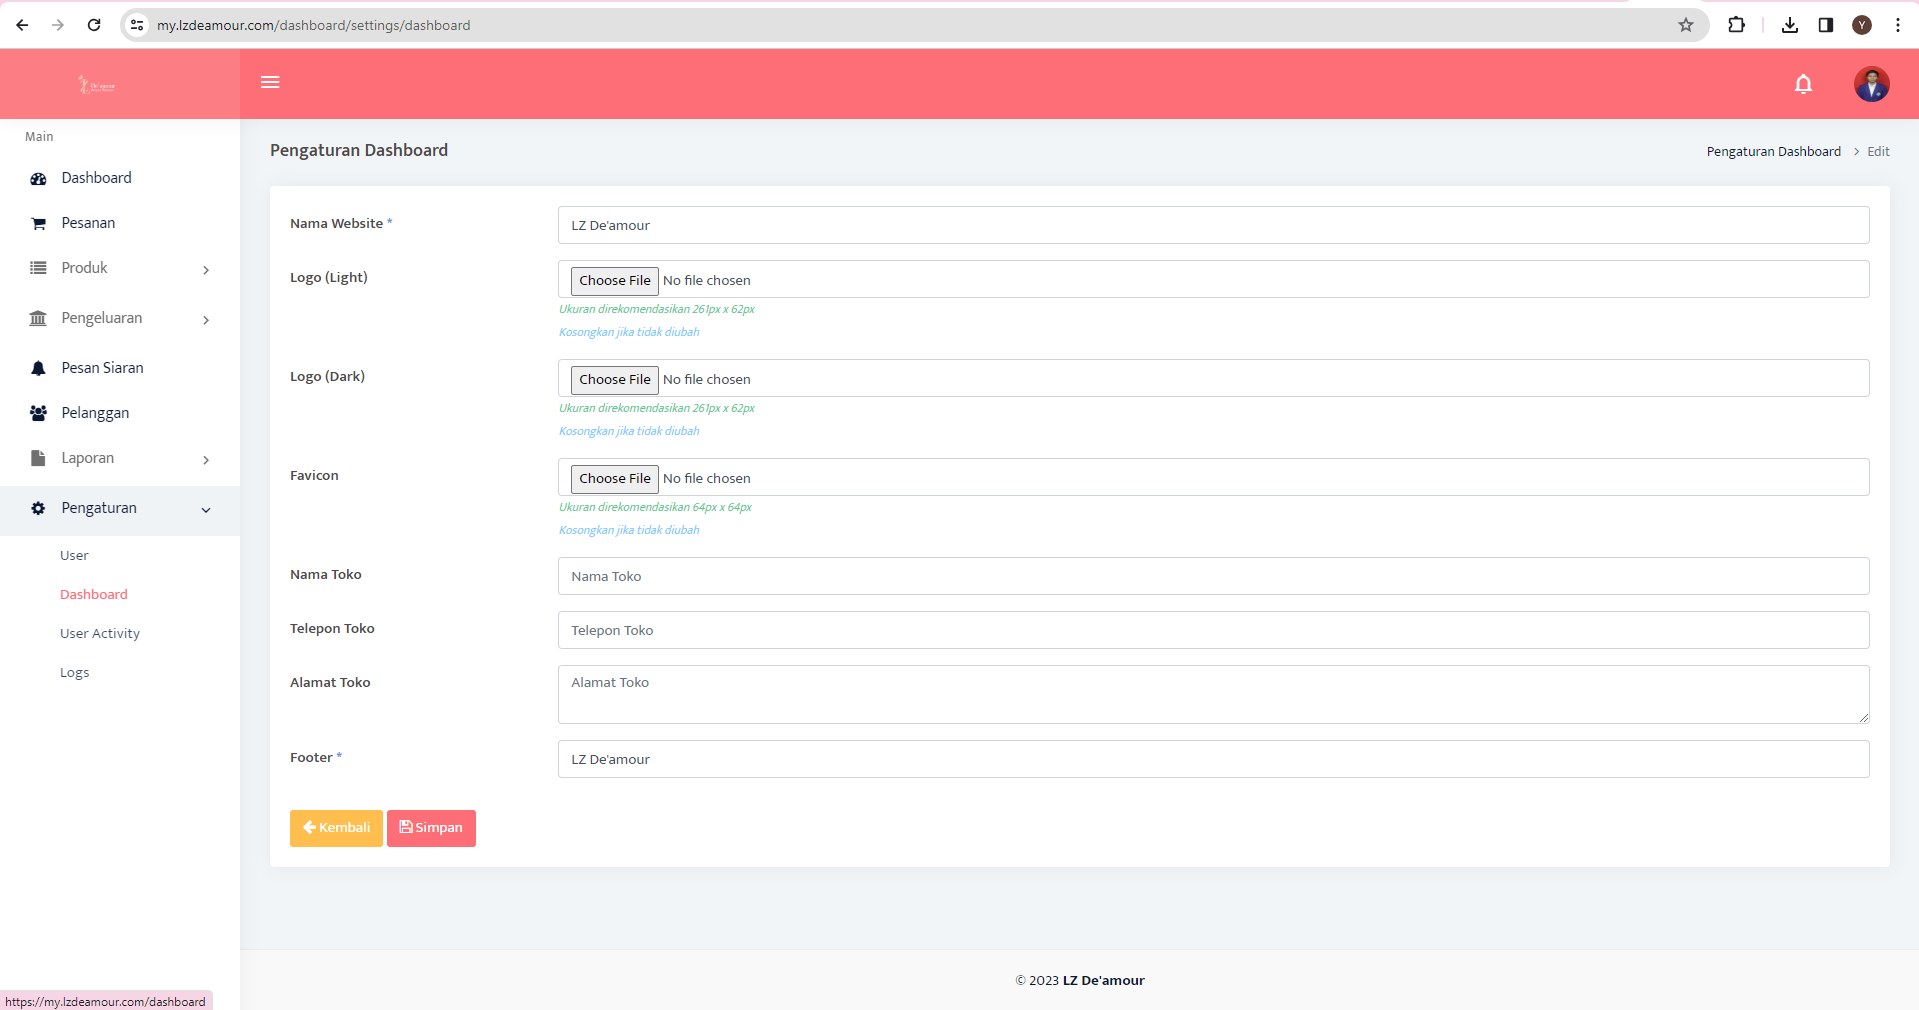 my.lzdeamour.com/dashboard/settings/dashboard
Y
Main
Dashboard
Pesanan
Produk
Pengeluaran
Pesan Siaran
Pelanggan
Laporan
Pengaturan
User
Dashboard
User Activity
Logs
Pengaturan Dashboard
Pengaturan Dashboard > Edit
Nama Website *
LZ De'amour
Logo (Light)
Choose File No file chosen
Ukuran direkomendasikan 261px x 62px
Kosongkan jika tidak diubah
Logo (Dark)
Choose File No file chosen
Ukuran direkomendasikan 261px x 62px
Kosongkan jika tidak diubah
Favicon
Choose File No file chosen
Ukuran direkomendasikan 64px x 64px
Kosongkan jika tidak diubah
Nama Toko
Nama Toko
Telepon Toko
Telepon Toko
Alamat Toko
Alamat Toko
Footer *
LZ De'amour
Kembali
Simpan
© 2023 LZ De'amour
https://my.lzdeamour.com/dashboard